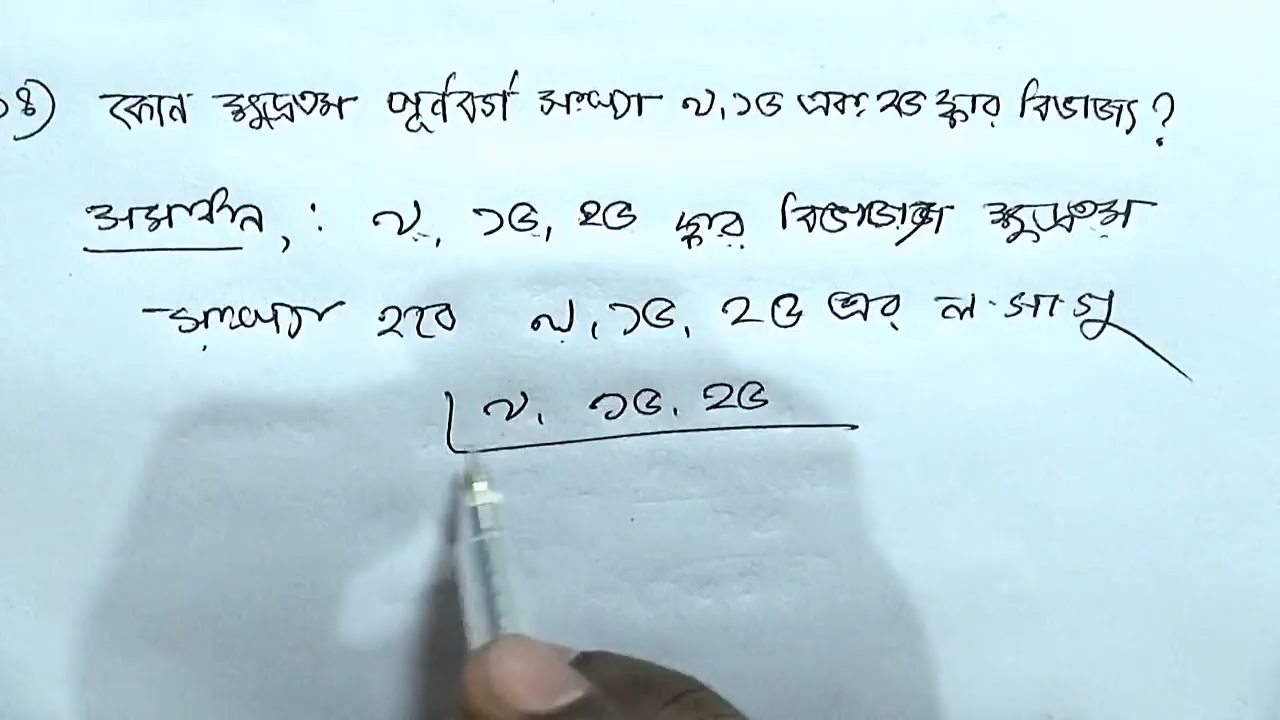 ৪) কোন ক্ষুদ্রতম পূর্ণবর্গ সংখ্যা ৯, ১৫ এবং ২৫ দ্বারা বিভাজ্য?
সমাধান, : ৯, ১৫, ২৫ দ্বারা বিভাজ্য ক্ষুদ্রতম
সংখ্যা হবে ৯, ১৫, ২৫ এর ল.সা.গু
৯, ১৫, ২৫